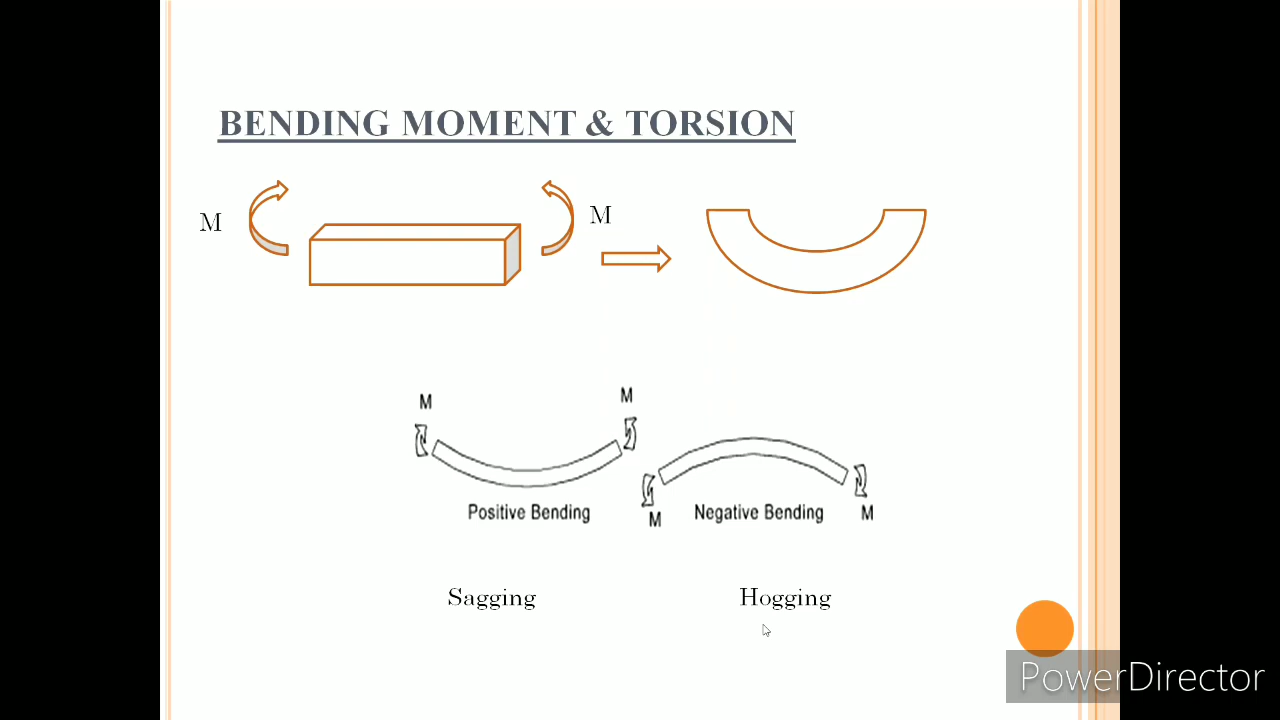 BENDING MOMENT & TORSION
M
M
M
M
Positive Bending
M
Negative Bending
M
Sagging
Hogging
PowerDirector